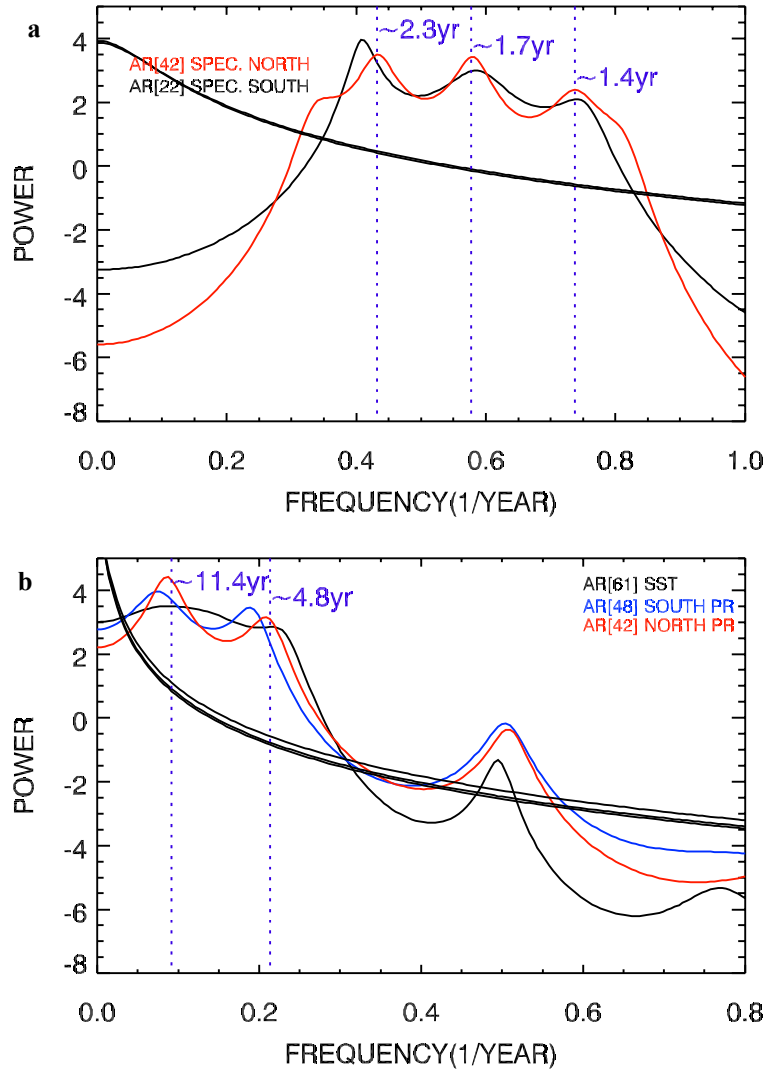 a
4
2
0
-2
-4
-6
-8
POWER
AR[42] SPEC. NORTH
AR[22] SPEC. SOUTH
~2.3yr
~1.7yr
~1.4yr
0.0 0.2 0.4 0.6 0.8 1.0
FREQUENCY(1/YEAR)
b
4
2
0
-2
-4
-6
-8
POWER
~11.4yr
~4.8yr
AR[61] SST
AR[48] SOUTH PR
AR[42] NORTH PR
0.0 0.2 0.4 0.6 0.8
FREQUENCY(1/YEAR)